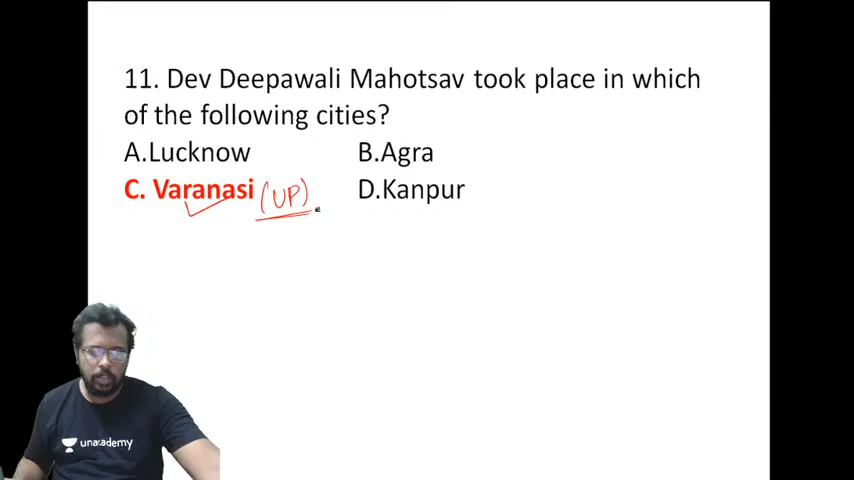 11. Dev Deepawali Mahotsav took place in which
of the following cities?
A.Lucknow B.Agra
C. Varanasi (UP) D.Kanpur
unacademy